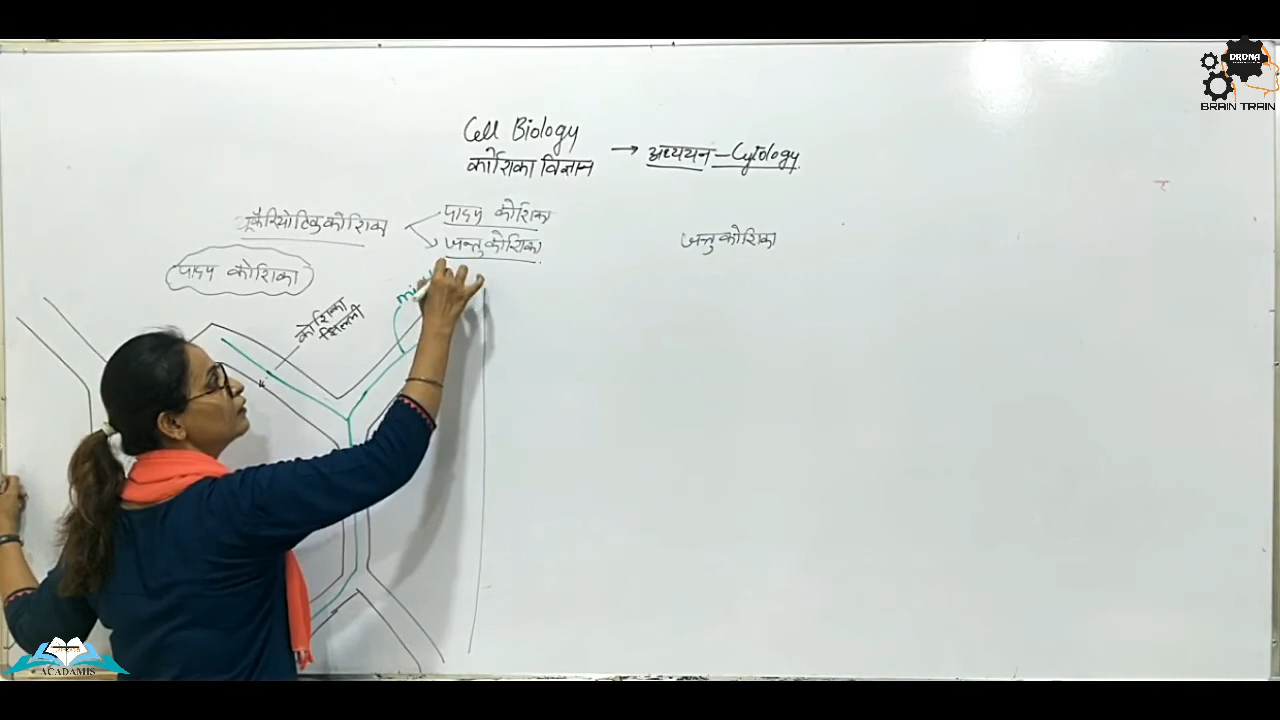 DRONA
BRAIN TRAIN
Cell Biology
कोशिका विज्ञान → अध्ययन – Cytology
यूकैरियोटिक कोशिका
पादप कोशिका
जन्तु कोशिका
जन्तु कोशिका
पादप कोशिका
कोशिका
झिल्ली
ACADAMIS